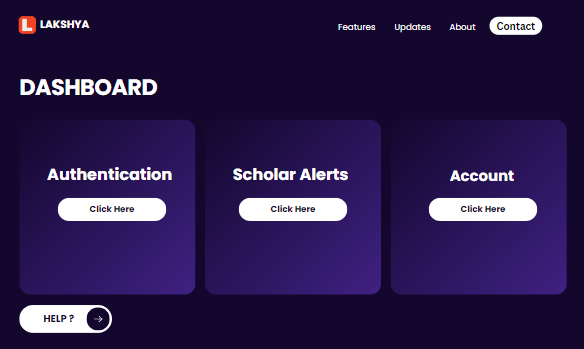 LAKSHYA
Features Updates About Contact
DASHBOARD
Authentication Scholar Alerts Account
Click Here Click Here Click Here
HELP ?